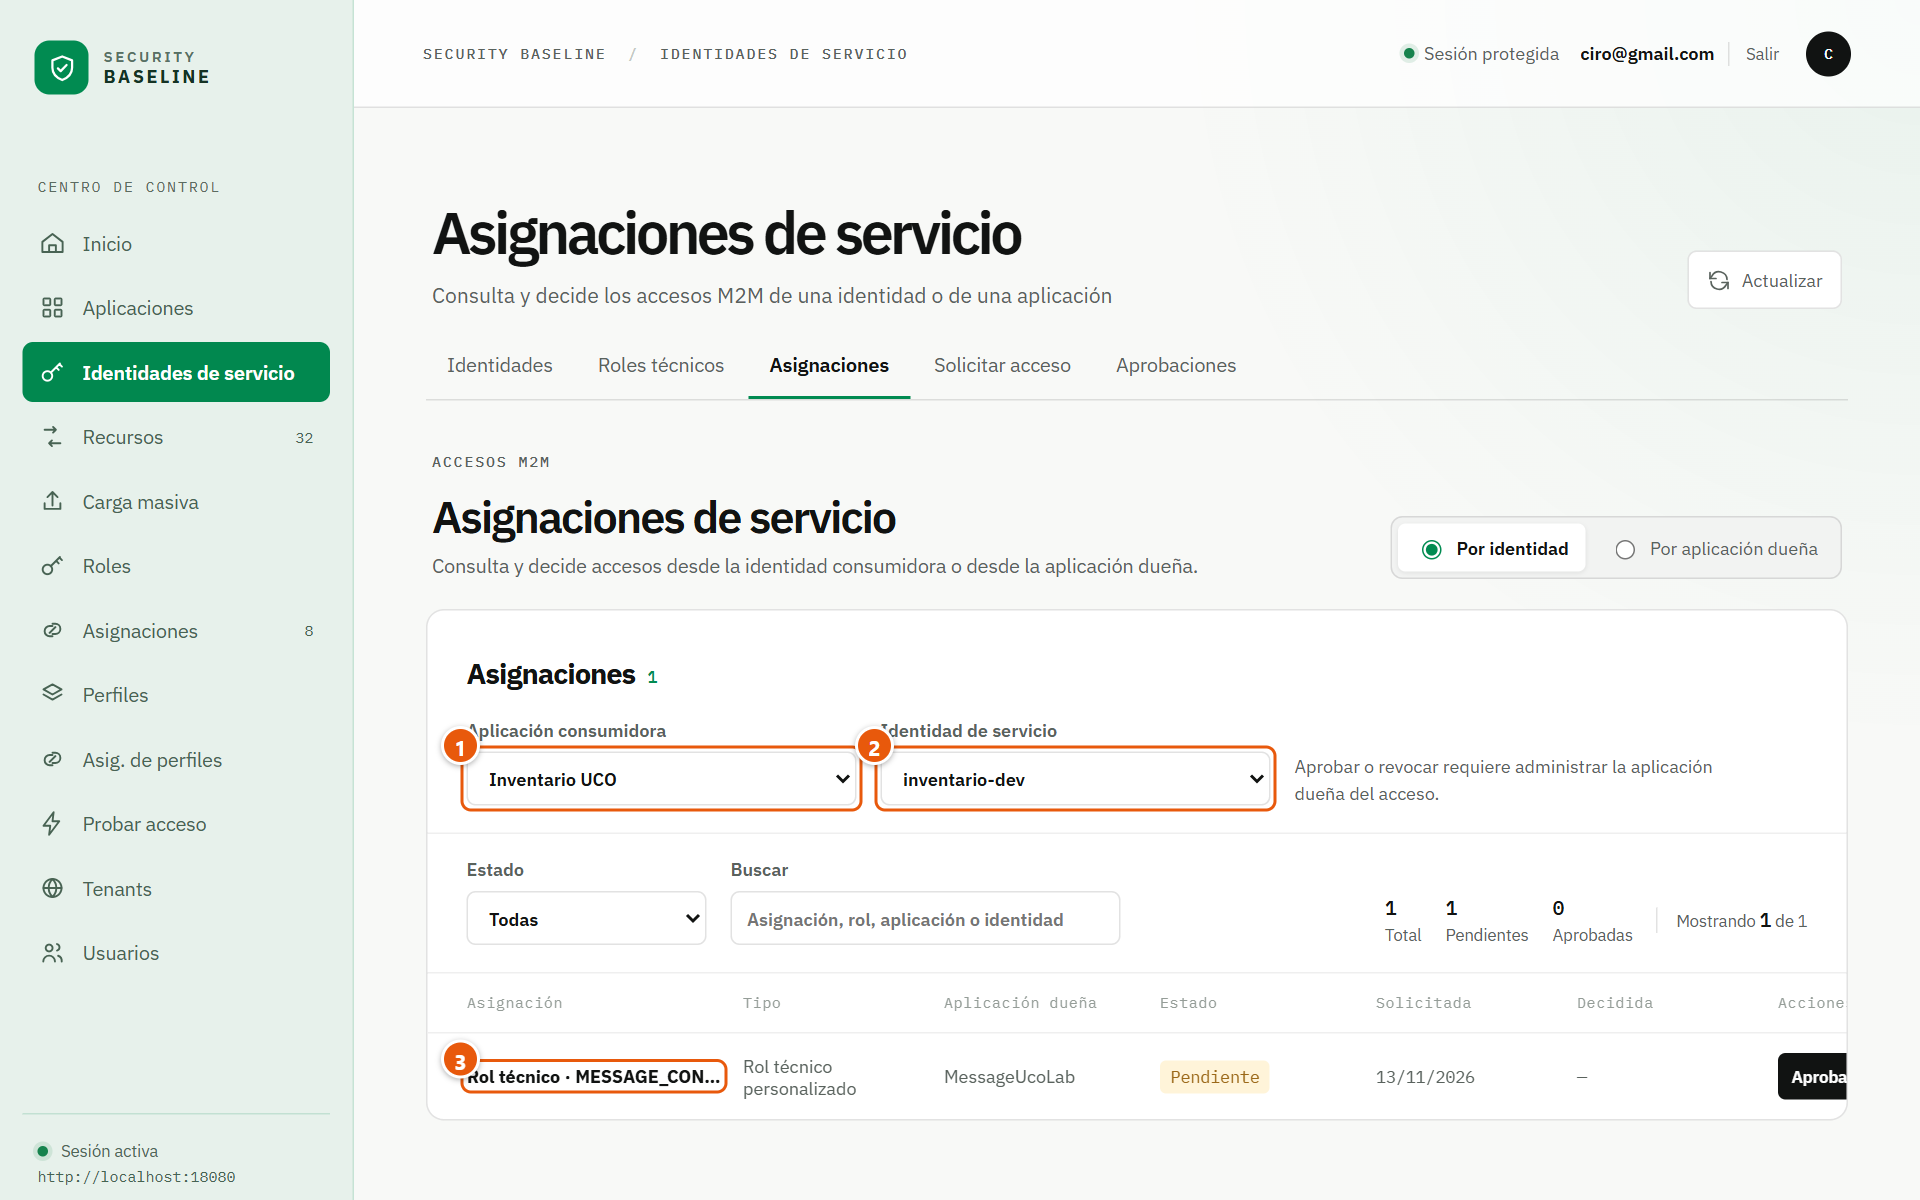 SECURITY
BASELINE
CENTRO DE CONTROL
Inicio
Aplicaciones
Identidades de servicio
Recursos 32
Carga masiva
Roles
Asignaciones 8
Perfiles
Asig. de perfiles
Probar acceso
Tenants
Usuarios
Sesión activa
http://localhost:18080
SECURITY BASELINE / IDENTIDADES DE SERVICIO
Sesión protegida ciro@gmail.com Salir C
Asignaciones de servicio
Consulta y decide los accesos M2M de una identidad o de una aplicación
Actualizar
Identidades Roles técnicos Asignaciones Solicitar acceso Aprobaciones
ACCESOS M2M
Asignaciones de servicio
Consulta y decide accesos desde la identidad consumidora o desde la aplicación dueña.
Por identidad Por aplicación dueña
Asignaciones 1
Aplicación consumidora Identidad de servicio
1 Inventario UCO 2 inventario-dev
Aprobar o revocar requiere administrar la aplicación
dueña del acceso.
Estado Buscar
Todas Asignación, rol, aplicación o identidad
1 1 0
Total Pendientes Aprobadas
Mostrando 1 de 1
Asignación Tipo Aplicación dueña Estado Solicitada Decidida Accione
3 Rol técnico · MESSAGE_CON... Rol técnico personalizado MessageUcoLab Pendiente 13/11/2026 — Aproba